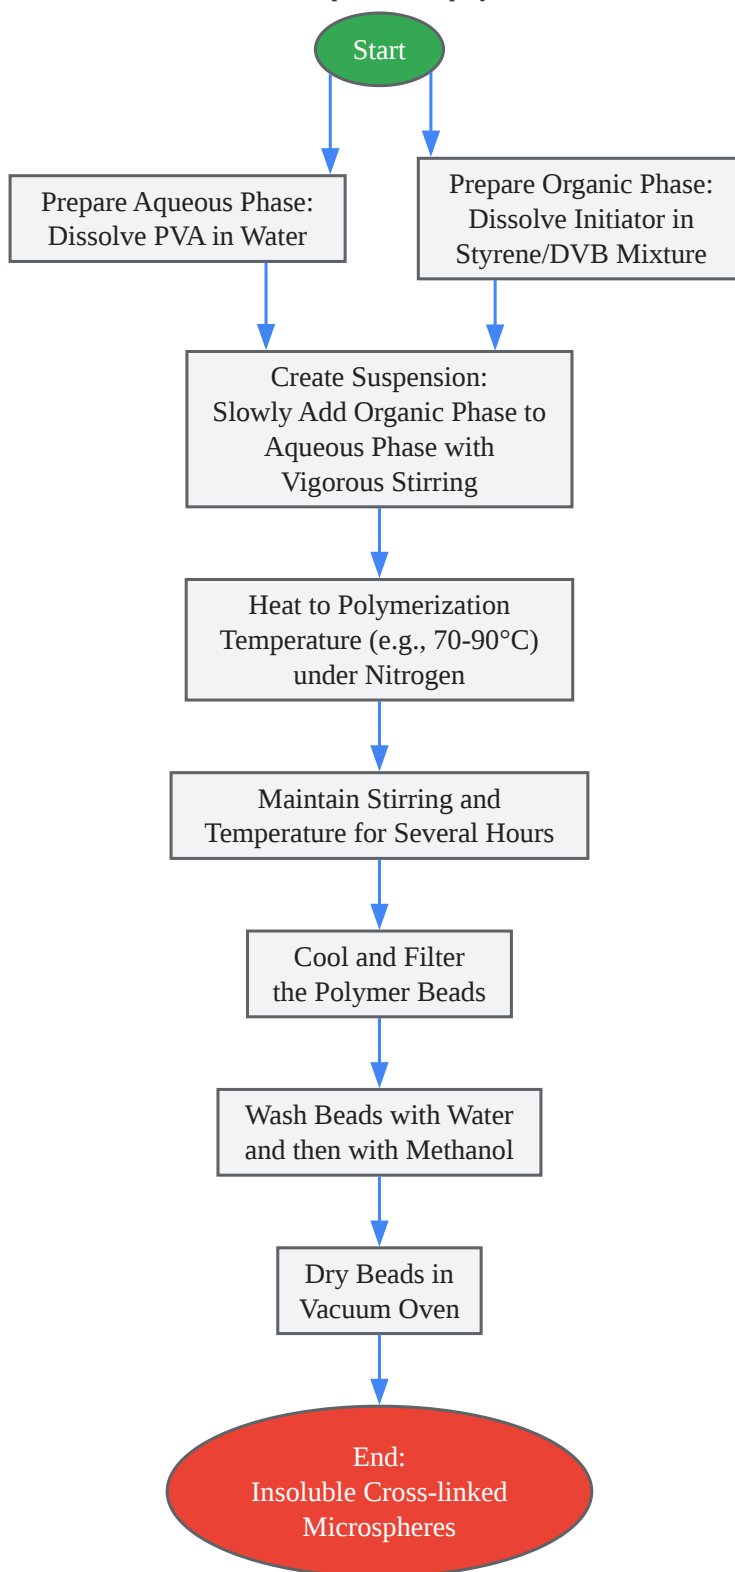 Start
Prepare Aqueous Phase:
Dissolve PVA in Water
Prepare Organic Phase:
Dissolve Initiator in
Styrene/DVB Mixture
Create Suspension:
Slowly Add Organic Phase to
Aqueous Phase with
Vigorous Stirring
Heat to Polymerization
Temperature (e.g., 70-90°C)
under Nitrogen
Maintain Stirring and
Temperature for Several Hours
Cool and Filter
the Polymer Beads
Wash Beads with Water
and then with Methanol
Dry Beads in
Vacuum Oven
End:
Insoluble Cross-linked
Microspheres